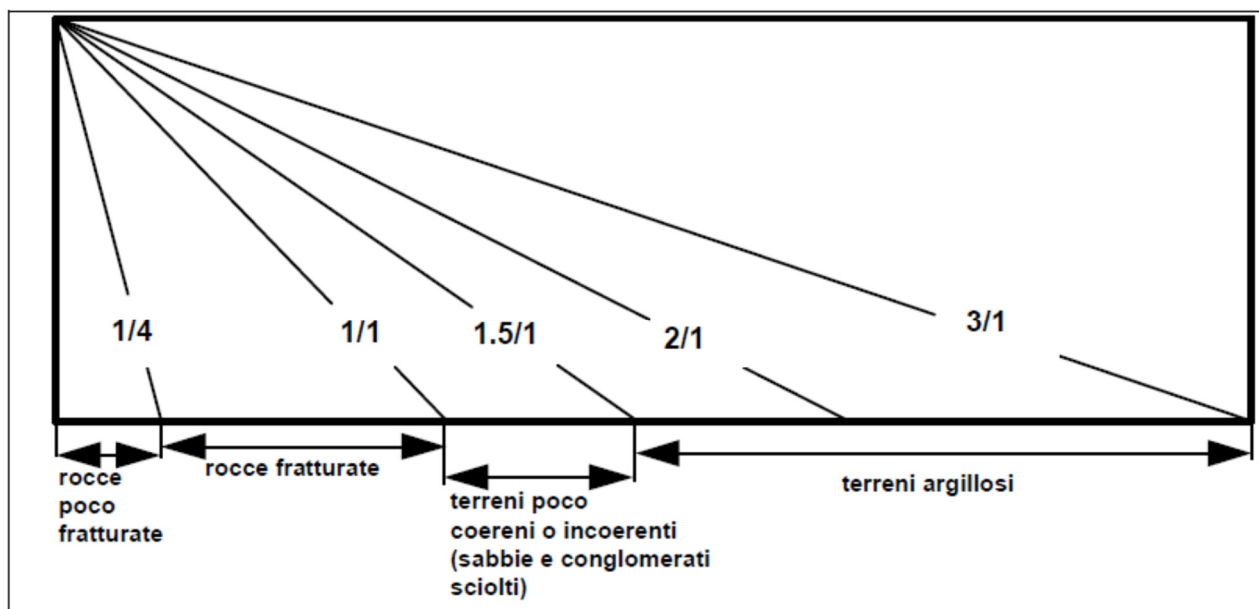 1/4
1/1
1.5/1
2/1
3/1
rocce
poco
fratturate
rocce fratturate
terreni poco
coereni o incoerenti
(sabbie e conglomerati
sciolti)
terreni argillosi